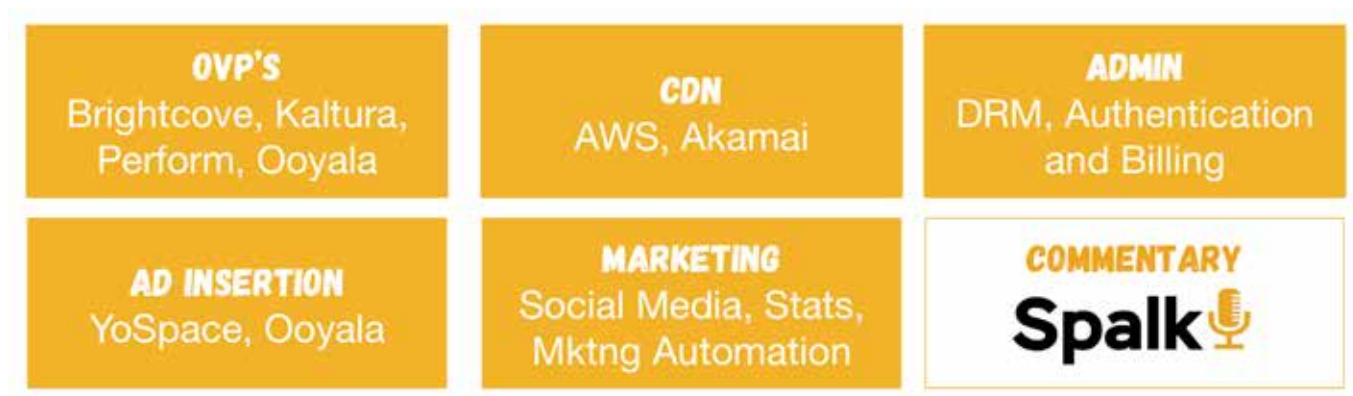 OVP'S
Brightcove, Kaltura,
Perform, Ooyala
CDN
AWS, Akamai
ADMIN
DRM, Authentication
and Billing
AD INSERTION
YoSpace, Ooyala
MARKETING
Social Media, Stats,
Mktng Automation
COMMENTARY
Spalk